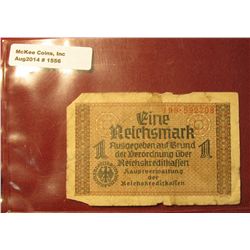 McKee Coins, Inc
Aug2014 # 1556
Eine
Reichsmark
1 Ausgegeben auf Grund 1
der Verordnung über
Reichskreditkassen
Hauptverwaltung
der
Reichskreditkassen